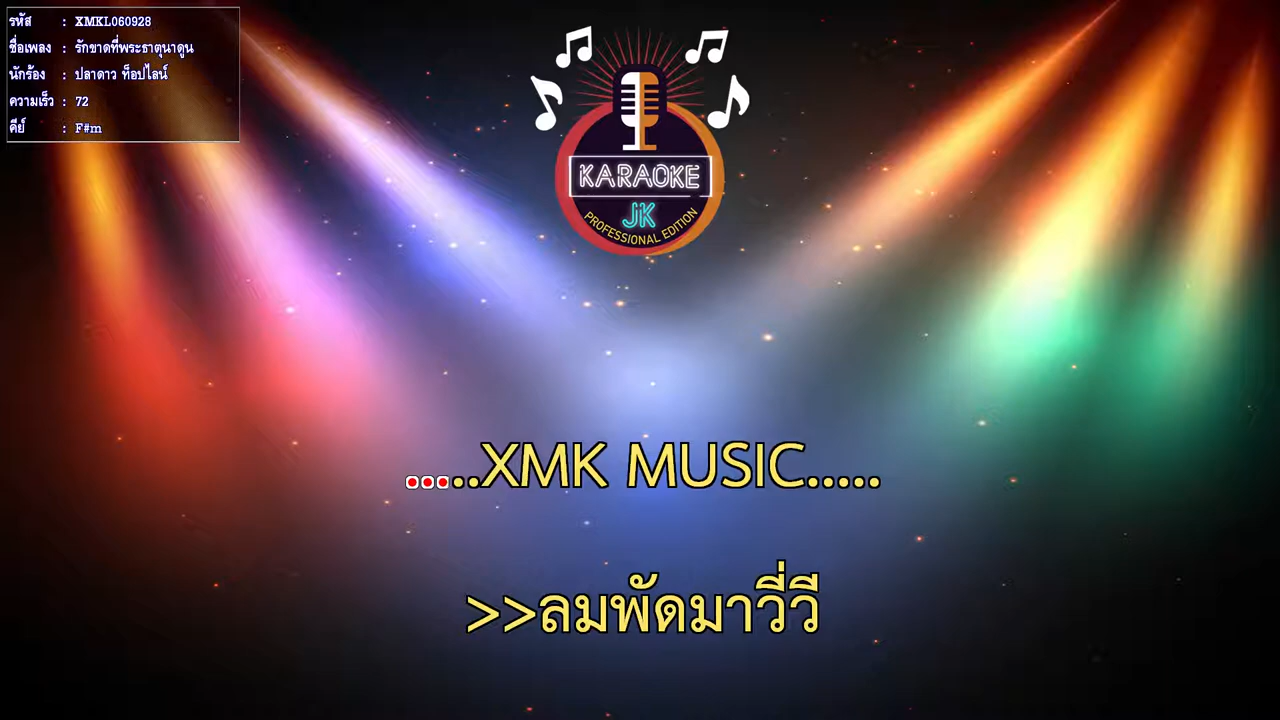 รหัส : XMKL060928
ชื่อเพลง : รักขาดที่พระธาตุนาดูน
นักร้อง : ปลาดาว ท็อปไลน์
ความเร็ว : 72
คีย์ : F#m
KARAOKE
JK
PROFESSIONAL EDITION
.....XMK MUSIC.....
>>ลมพัดมาวี่วี